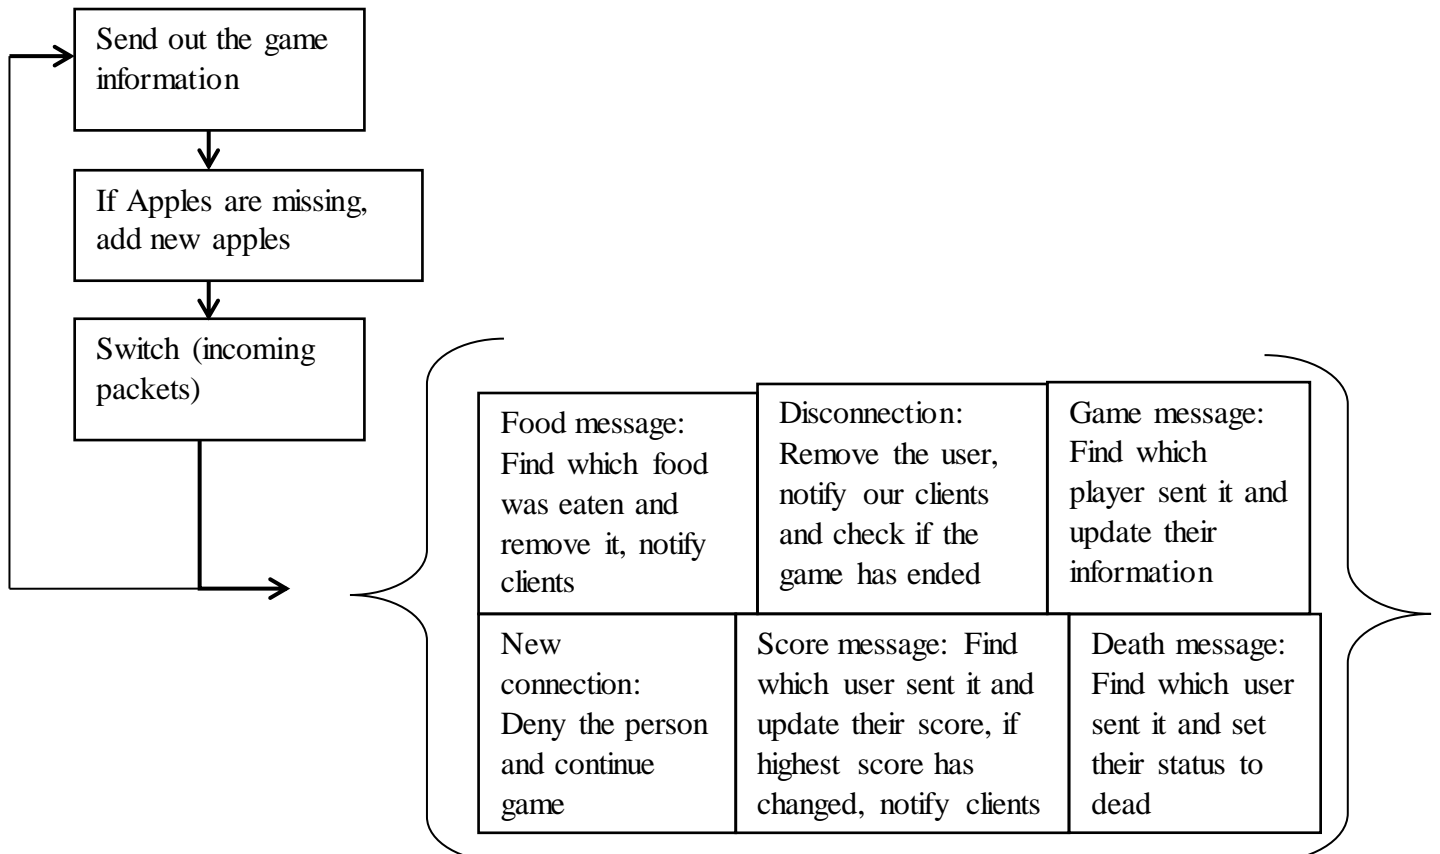 Send out the game
information
If Apples are missing,
add new apples
Switch (incoming
packets)
Food message:
Find which food
was eaten and
remove it, notify
clients
Disconnection:
Remove the user,
notify our clients
and check if the
game has ended
Game message:
Find which
player sent it and
update their
information
New
connection:
Deny the person
and continue
game
Score message: Find
which user sent it and
update their score, if
highest score has
changed, notify clients
Death message:
Find which user
sent it and set
their status to
dead